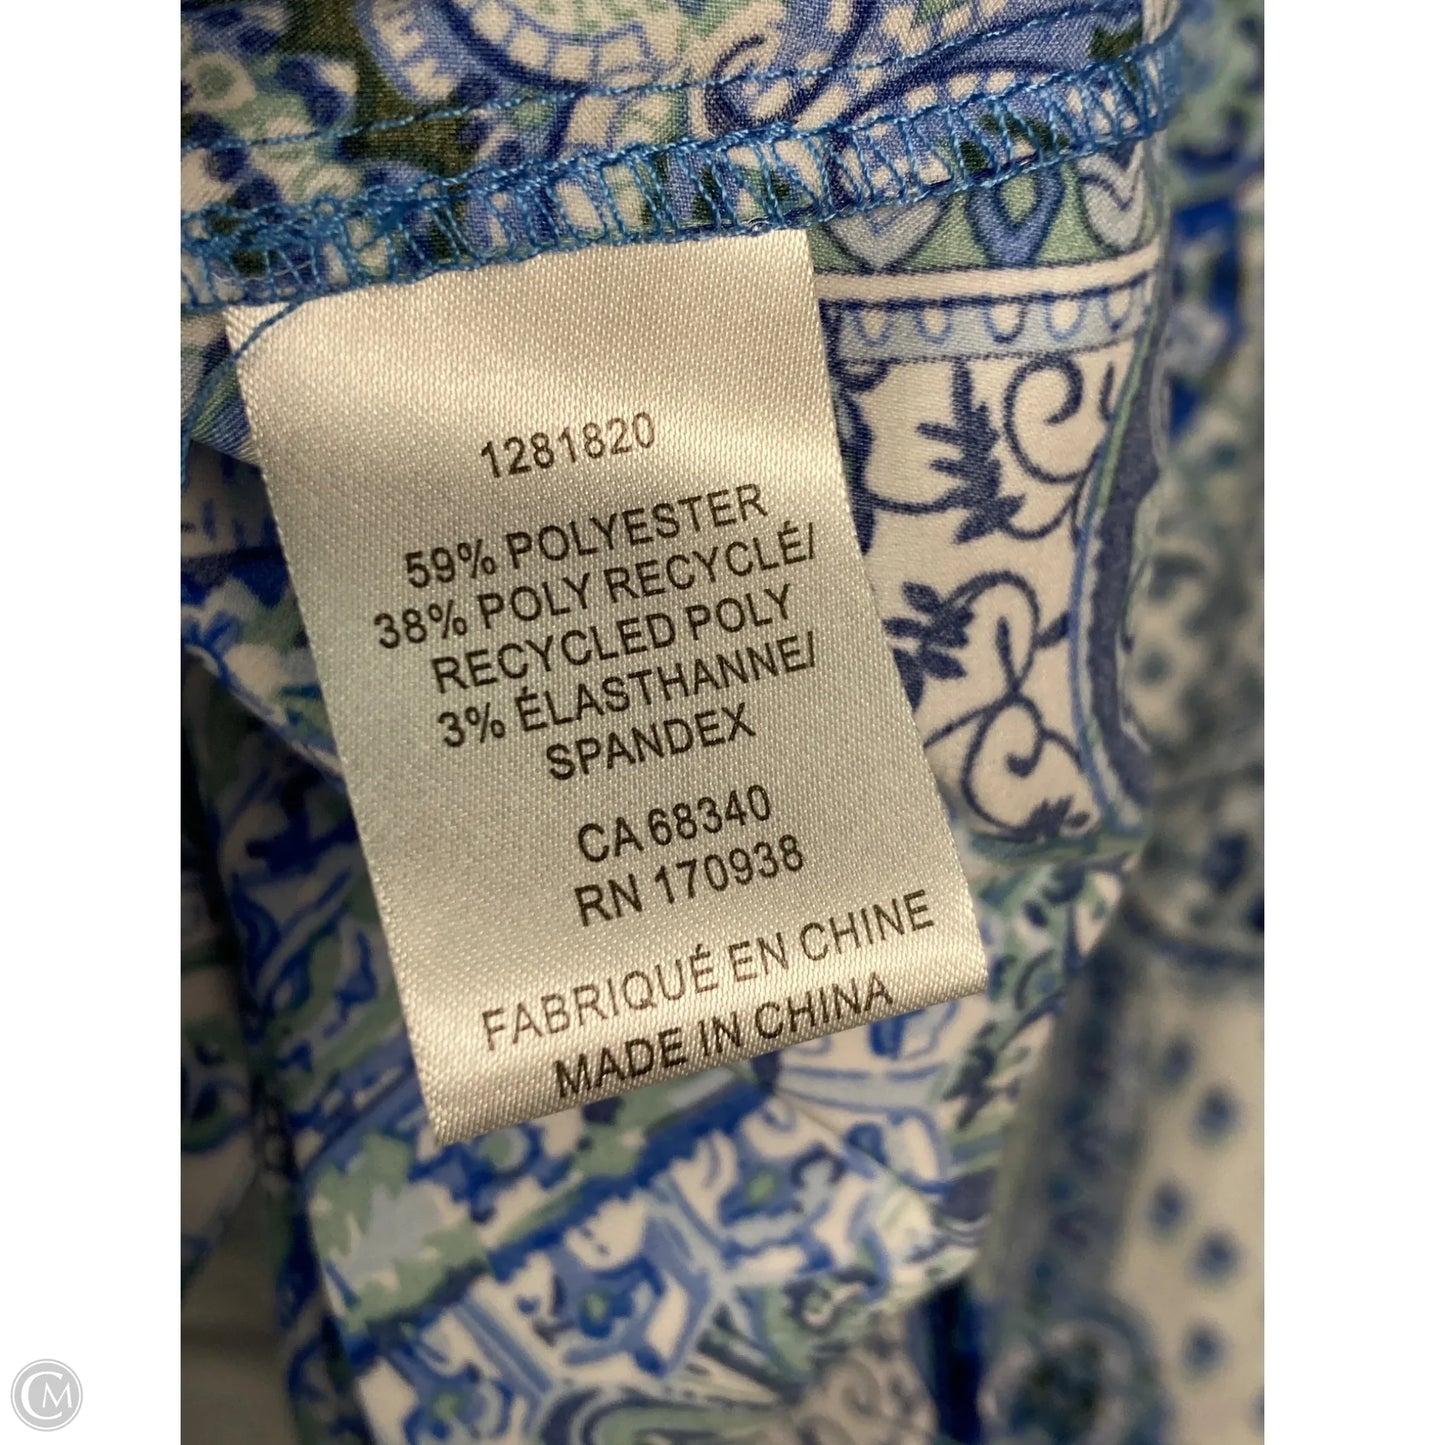 1281820
59% POLYESTER
38% POLY RECYCLÉ/
RECYCLED POLY
3% ÉLASTHANNE/
SPANDEX
CA 68340
RN 170938
FABRIQUÉ EN CHINE
MADE IN CHINA
CM